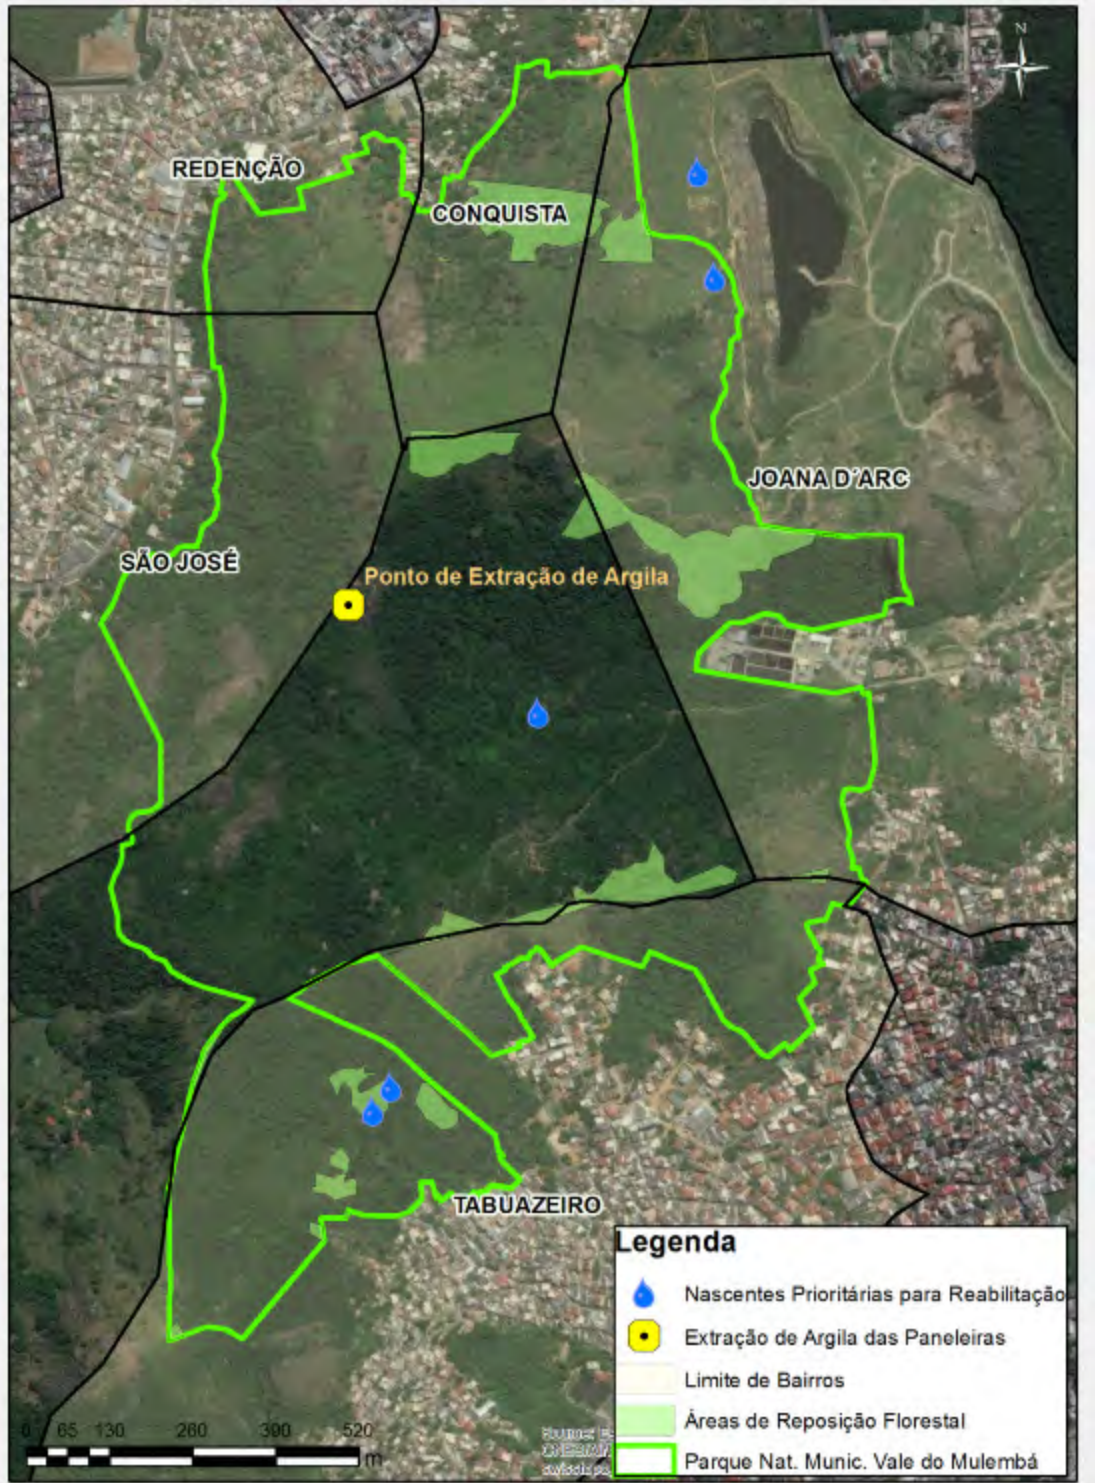 N
REDENÇÃO
CONQUISTA
JOANA D´ARC
SÃO JOSÉ
Ponto de Extração de Argila
TABUAZEIRO
Legenda
Nascentes Prioritárias para Reabilitação
Extração de Argila das Paneleiras
Limite de Bairros
Áreas de Reposição Florestal
Parque Nat. Munic. Vale do Mulembá
0 65 130 260 390 520
m